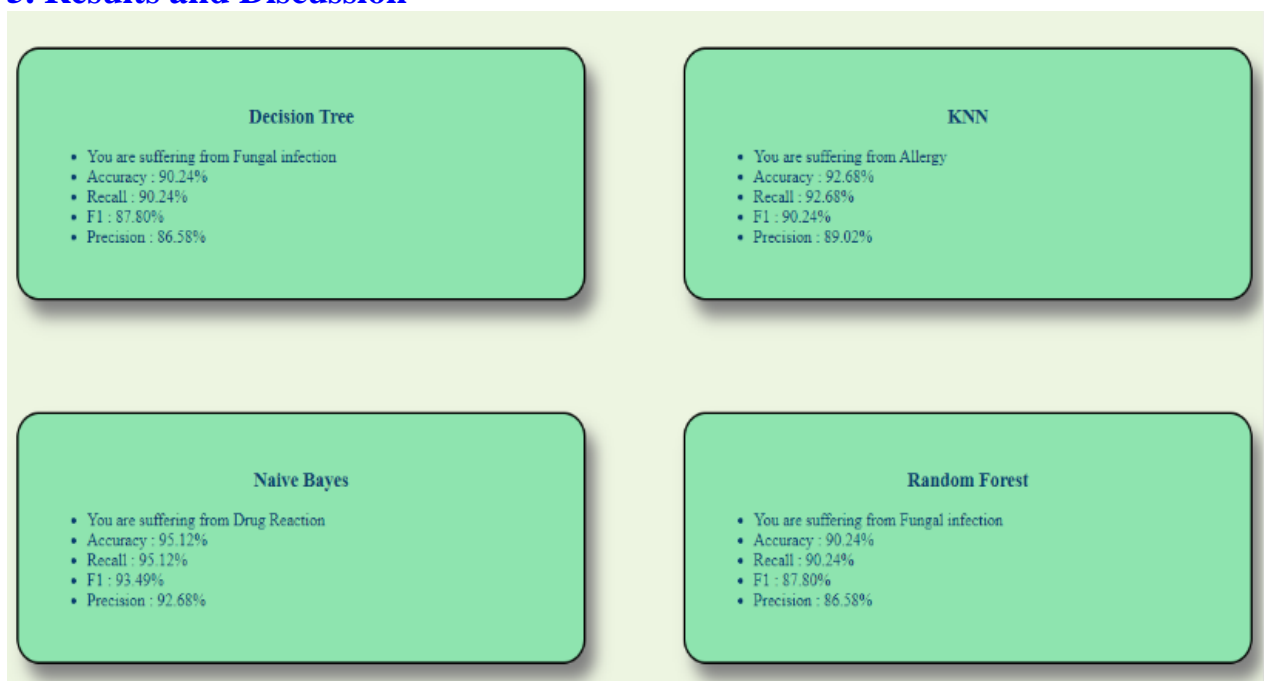 Results and Discussion
Decision Tree
• You are suffering from Fungal infection
• Accuracy : 90.24%
• Recall : 90.24%
• F1 : 87.80%
• Precision : 86.58%
KNN
• You are suffering from Allergy
• Accuracy : 92.68%
• Recall : 92.68%
• F1 : 90.24%
• Precision : 89.02%
Naive Bayes
• You are suffering from Drug Reaction
• Accuracy : 95.12%
• Recall : 95.12%
• F1 : 93.49%
• Precision : 92.68%
Random Forest
• You are suffering from Fungal infection
• Accuracy : 90.24%
• Recall : 90.24%
• F1 : 87.80%
• Precision : 86.58%